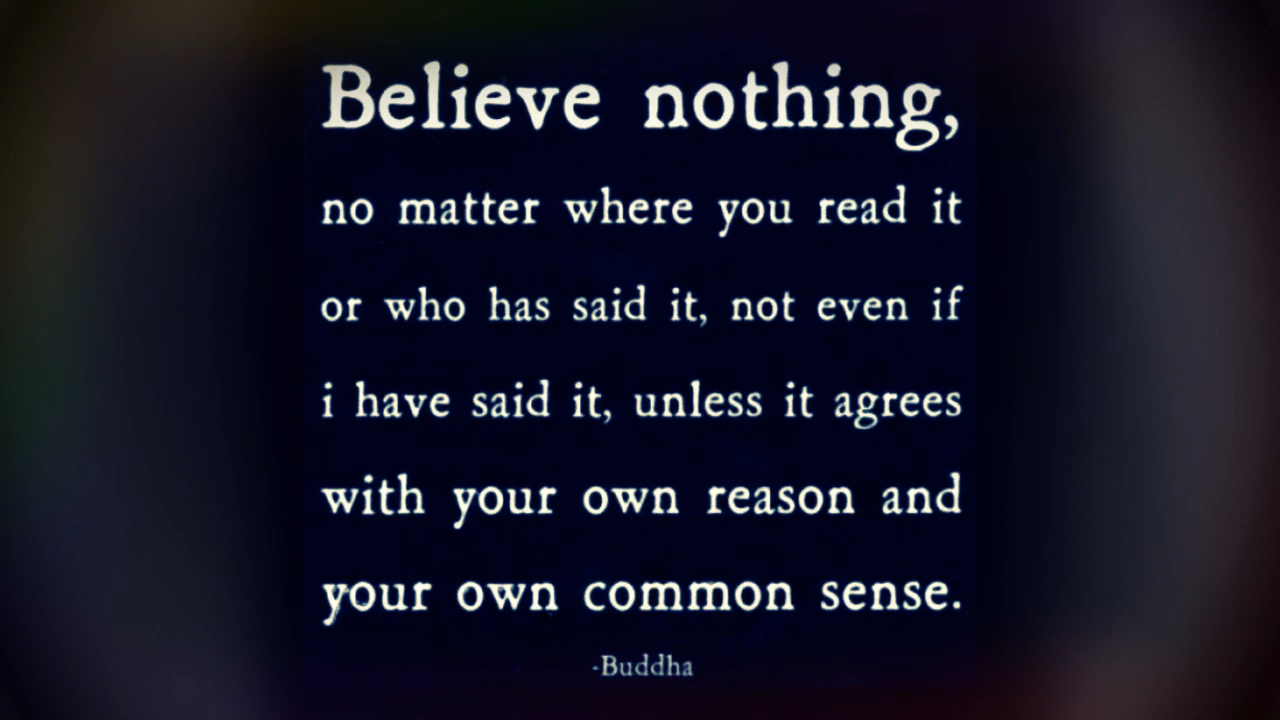 Believe nothing,
no matter where you read it
or who has said it, not even if
i have said it, unless it agrees
with your own reason and
your own common sense.
-Buddha